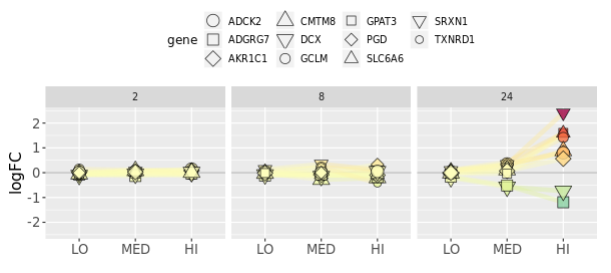 gene
ADCK2 CMTM8 GPAT3 SRXN1
ADGRG7 DCX PGD TXNRD1
AKR1C1 GCLM SLC6A6
2 8 24
logFC
2
1
0
-1
-2
LO MED HI LO MED HI LO MED HI